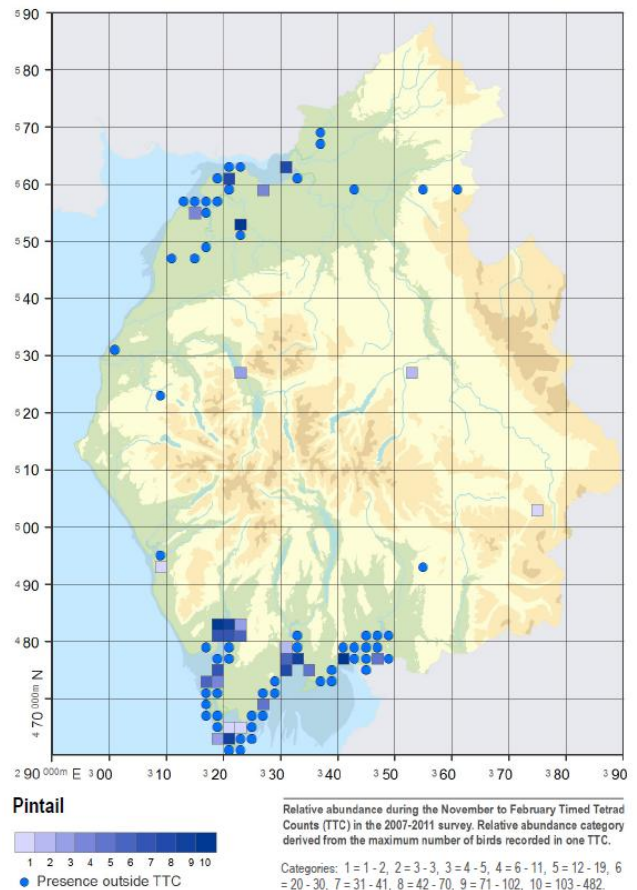 5 90
5 80
5 70
5 60
5 50
5 40
5 30
5 20
5 10
5 00
4 90
4 80
4 70 000m N
2 90 000m E 3 00 3 10 3 20 3 30 3 40 3 50 3 60 3 70 3 80 3 90
Pintail
1 2 3 4 5 6 7 8 9 10
Presence outside TTC
Relative abundance during the November to February Timed Tetrad
Counts (TTC) in the 2007-2011 survey. Relative abundance category
derived from the maximum number of birds recorded in one TTC.
Categories: 1 = 1 - 2, 2 = 3 - 3, 3 = 4 - 5, 4 = 6 - 11, 5 = 12 - 19, 6
= 20 - 30, 7 = 31 - 41, 8 = 42 - 70, 9 = 71 - 102, 10 = 103 - 482.